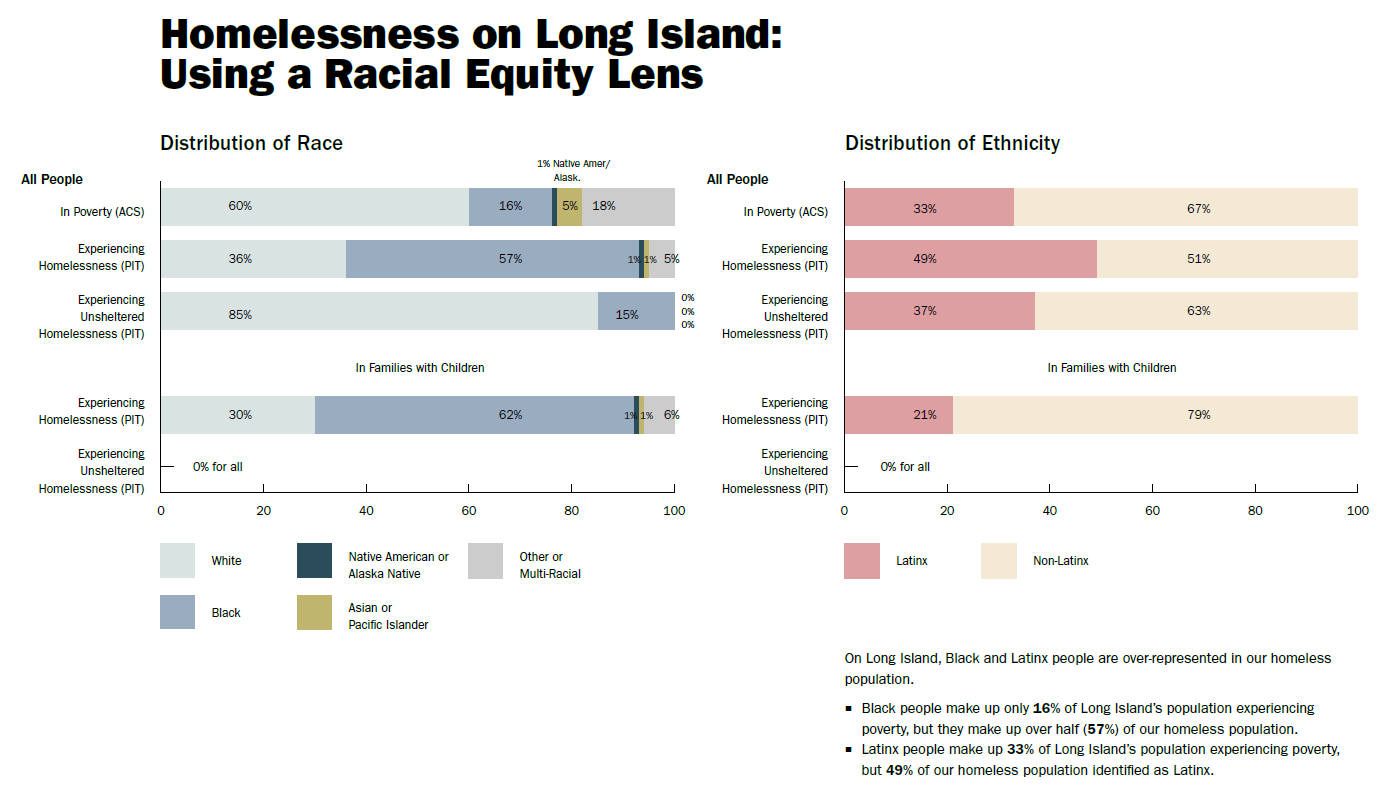 Homelessness on Long Island:
Using a Racial Equity Lens
Distribution of Race
1% Native Amer/
Alask.
All People
In Poverty (ACS)
60%
16%
5%
18%
Experiencing
Homelessness (PIT)
36%
57%
1%
1%
5%
Experiencing
Unsheltered
Homelessness (PIT)
85%
15%
0%
0%
0%
In Families with Children
Experiencing
Homelessness (PIT)
30%
62%
1%
1%
6%
Experiencing
Unsheltered
Homelessness (PIT)
0% for all
0
20
40
60
80
100
White
Native American or
Alaska Native
Other or
Multi-Racial
Black
Asian or
Pacific Islander
Distribution of Ethnicity
All People
In Poverty (ACS)
33%
67%
Experiencing
Homelessness (PIT)
49%
51%
Experiencing
Unsheltered
Homelessness (PIT)
37%
63%
In Families with Children
Experiencing
Homelessness (PIT)
21%
79%
Experiencing
Unsheltered
Homelessness (PIT)
0% for all
0
20
40
60
80
100
Latinx
Non-Latinx
On Long Island, Black and Latinx people are over-represented in our homeless
population.
▪ Black people make up only 16% of Long Island's population experiencing
poverty, but they make up over half (57%) of our homeless population.
▪ Latinx people make up 33% of Long Island's population experiencing poverty,
but 49% of our homeless population identified as Latinx.